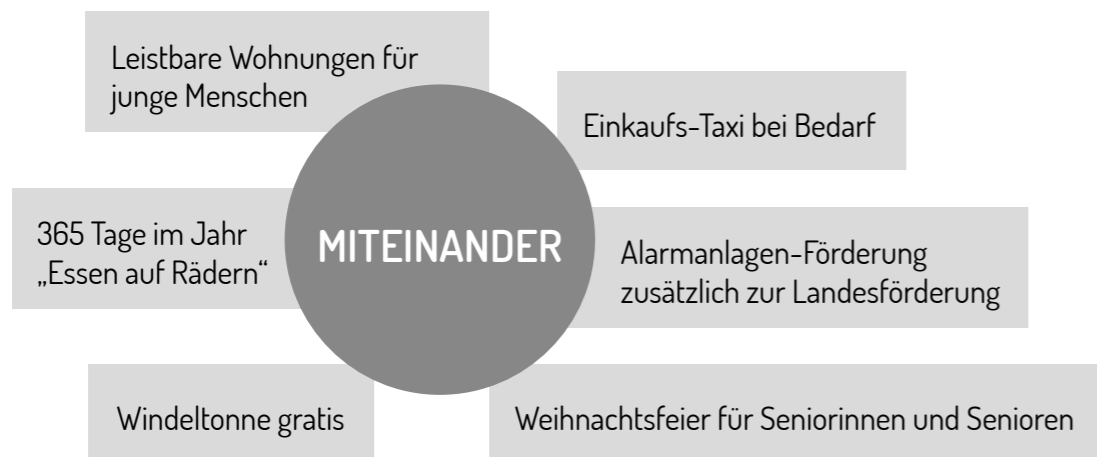 Leistbare Wohnungen für
junge Menschen
Einkaufs-Taxi bei Bedarf
365 Tage im Jahr
„Essen auf Rädern“
MITEINANDER
Alarmanlagen-Förderung
zusätzlich zur Landesförderung
Windeltonne gratis
Weihnachtsfeier für Seniorinnen und Senioren